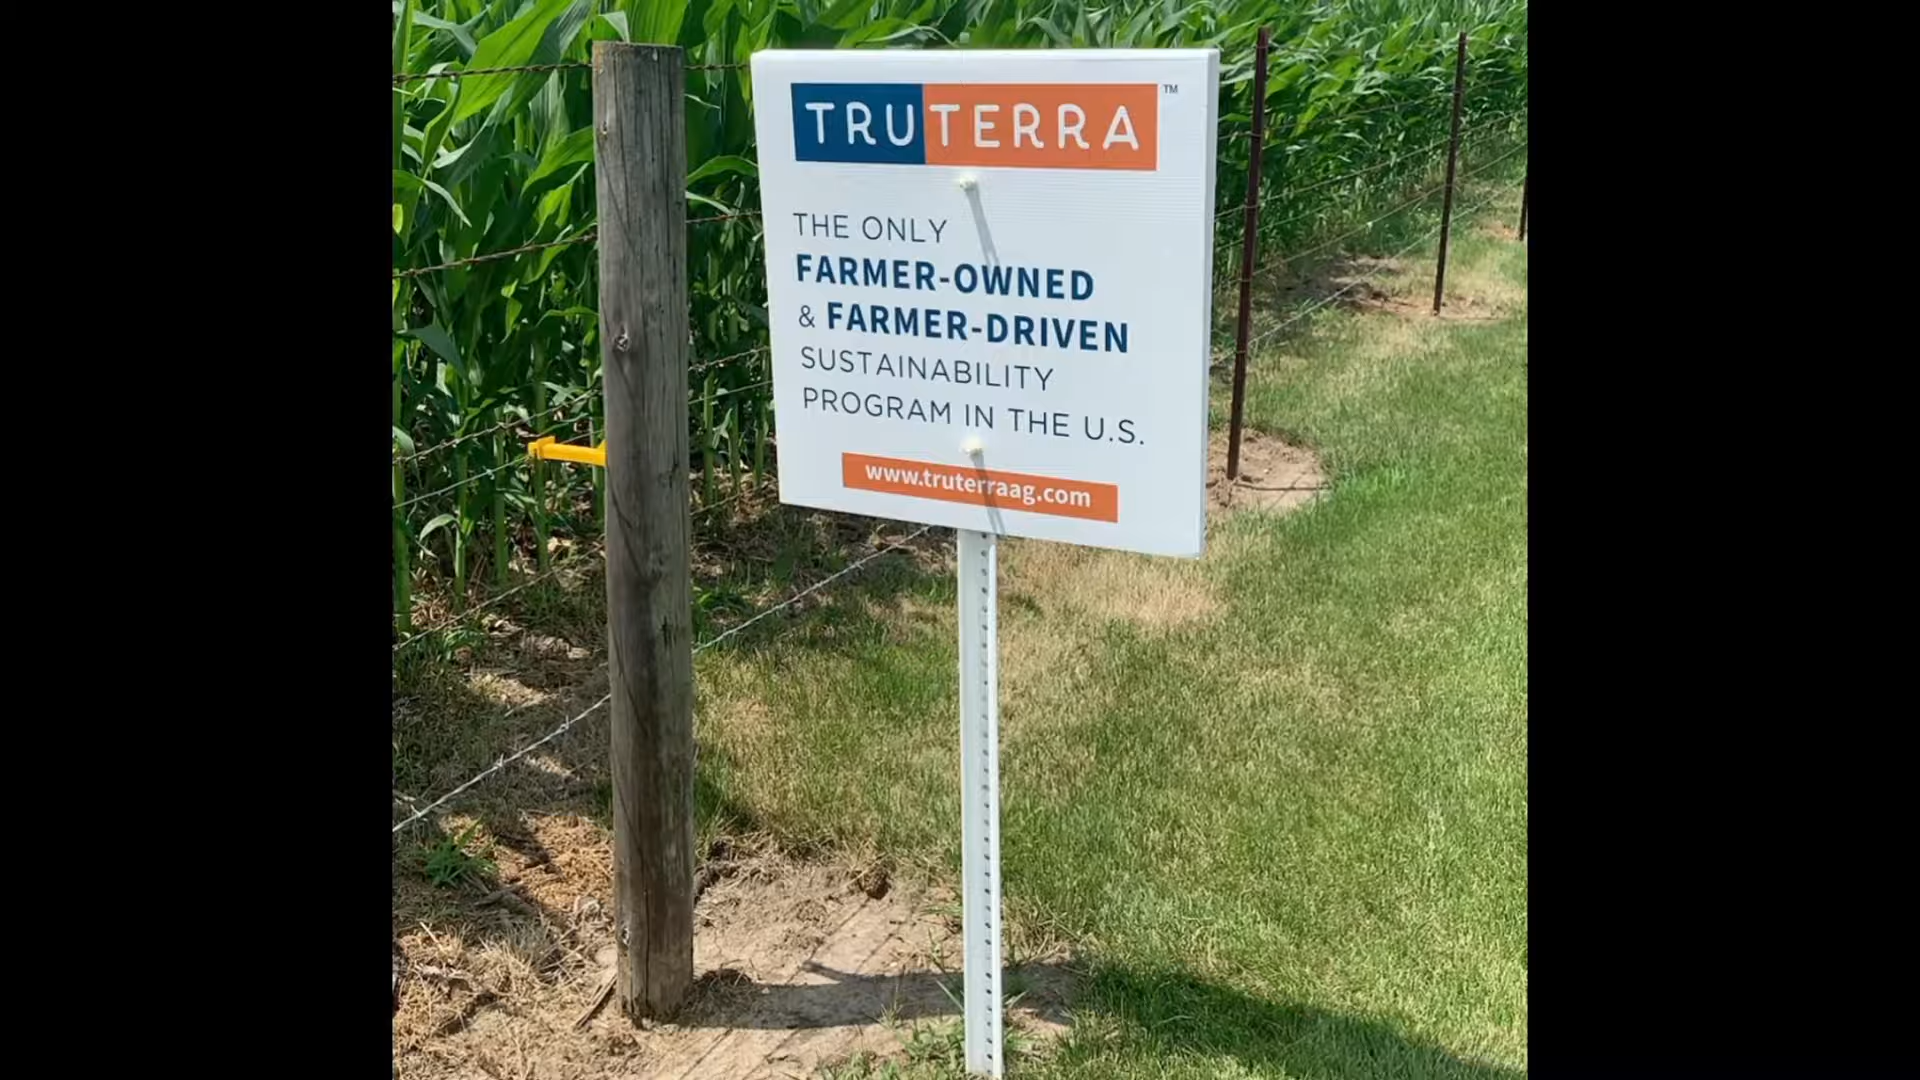 TRUTERRA™
THE ONLY
FARMER-OWNED
& FARMER-DRIVEN
SUSTAINABILITY
PROGRAM IN THE U.S.
www.truterraag.com